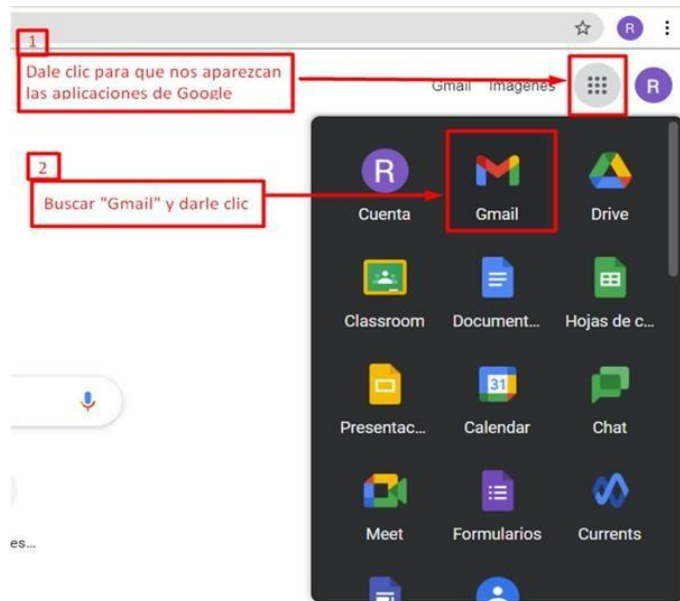 R
1
Dale clic para que nos aparezcan
las aplicaciones de Google
Gmail Imágenes
R
2
Buscar "Gmail" y darle clic
R
Cuenta Gmail Drive
Classroom Document... Hojas de c...
31
Presentac... Calendar Chat
Meet Formularios Currents
es...